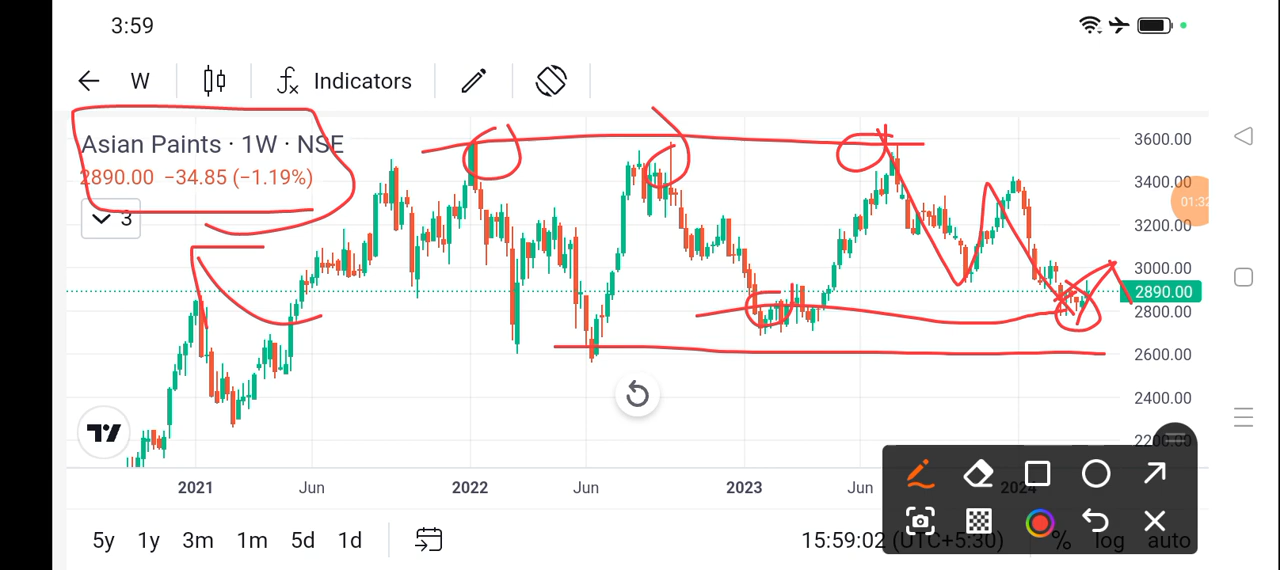 3:59
W
Indicators
Asian Paints · 1W · NSE
2890.00 −34.85 (−1.19%)
3
3600.00
3400.00
3200.00
3000.00
2890.00
2800.00
2600.00
2400.00
2200.00
01:32
2021
Jun
2022
Jun
2023
Jun
2024
5y
1y
3m
1m
5d
1d
15:59:02 (UTC+5:30)
%
log
auto